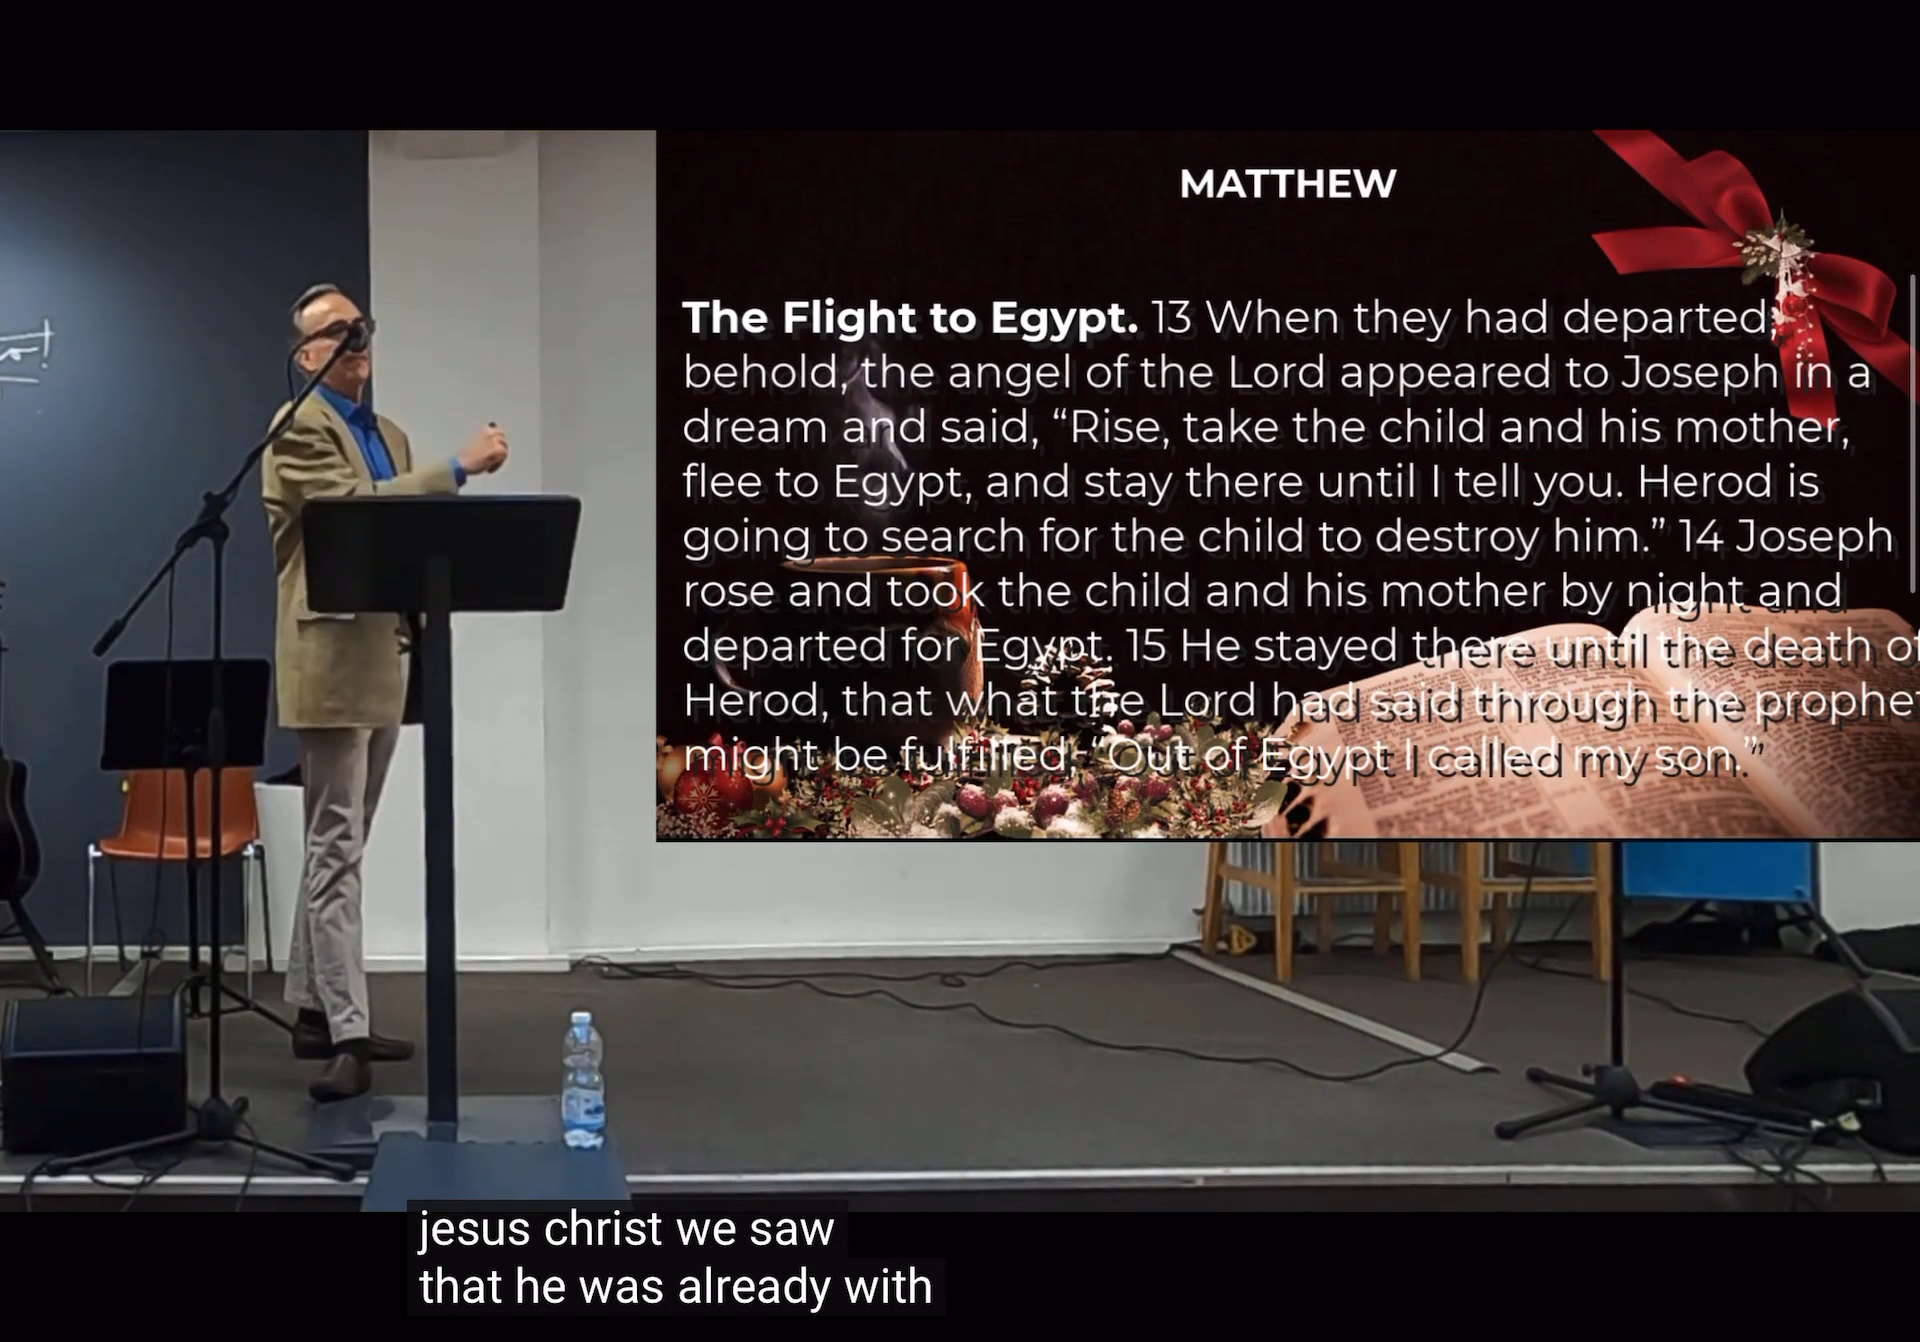 MATTHEW
The Flight to Egypt. 13 When they had departed,
behold, the angel of the Lord appeared to Joseph in a
dream and said, “Rise, take the child and his mother,
flee to Egypt, and stay there until I tell you. Herod is
going to search for the child to destroy him.” 14 Joseph
rose and took the child and his mother by night and
departed for Egypt. 15 He stayed there until the death of
Herod, that what the Lord had said through the prophet
might be fulfilled, “Out of Egypt I called my son.”
jesus christ we saw
that he was already with